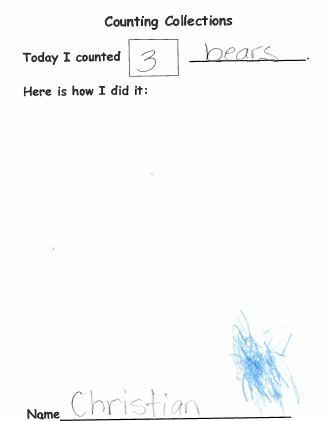 Counting Collections
Today I counted 3 bears.
Here is how I did it:
Name Christian